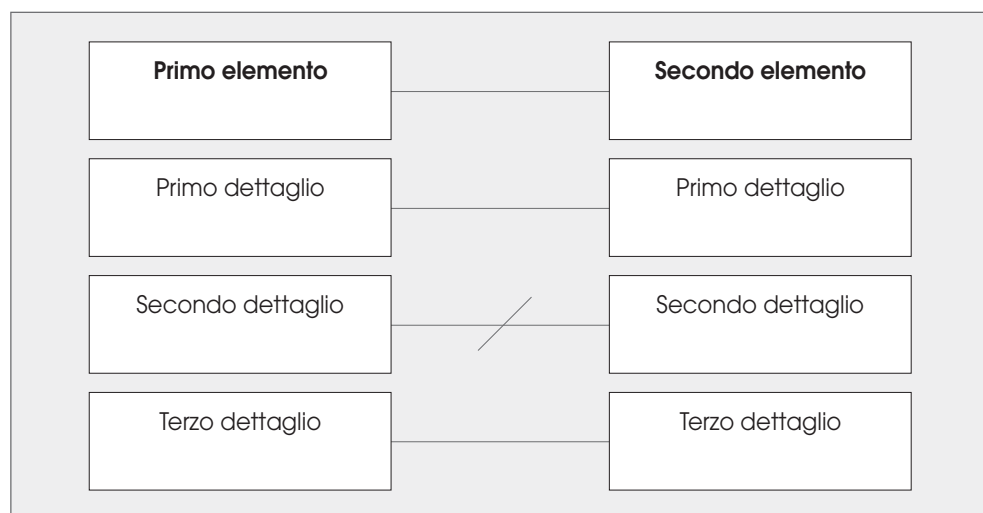 Primo elemento
Secondo elemento
Primo dettaglio
Primo dettaglio
Secondo dettaglio
Secondo dettaglio
Terzo dettaglio
Terzo dettaglio